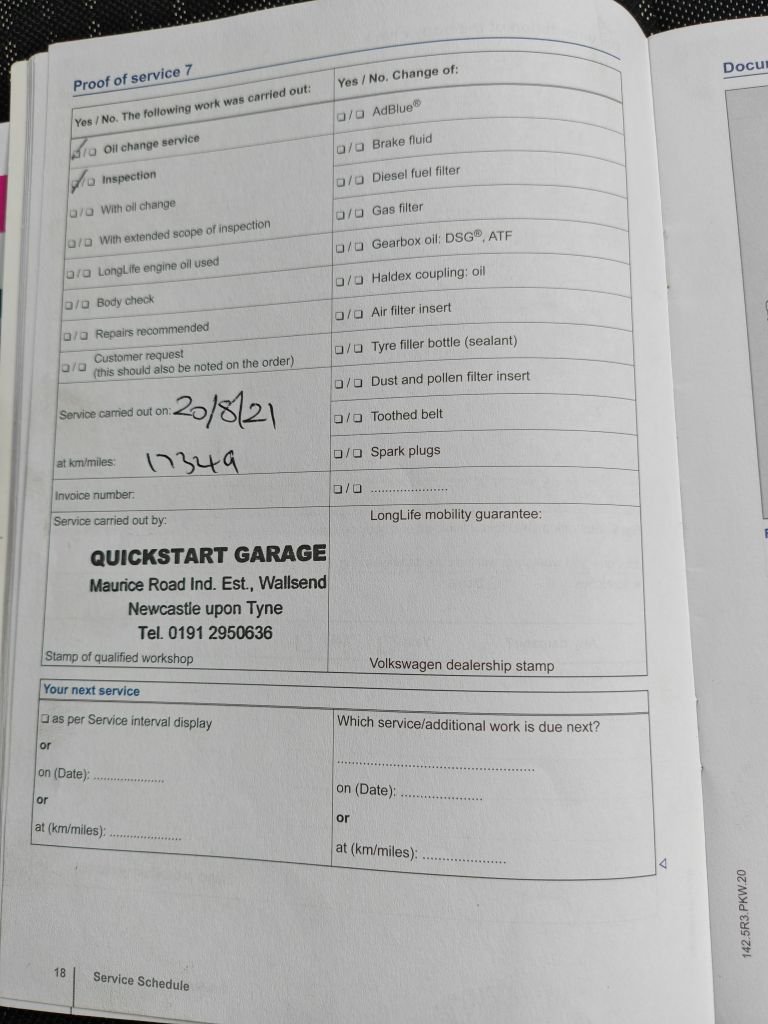 Proof of service 7
Yes / No. The following work was carried out:
☑/☐ Oil change service
☑/☐ Inspection
☐/☐ With oil change
☐/☐ With extended scope of inspection
☐/☐ LongLife engine oil used
☐/☐ Body check
☐/☐ Repairs recommended
☐/☐ Customer request
(this should also be noted on the order)
Service carried out on: 20/8/21
at km/miles: 17349
Invoice number:
Service carried out by:
QUICKSTART GARAGE
Maurice Road Ind. Est., Wallsend
Newcastle upon Tyne
Tel. 0191 2950636
Stamp of qualified workshop
Yes / No. Change of:
☐/☐ AdBlue®
☐/☐ Brake fluid
☐/☐ Diesel fuel filter
☐/☐ Gas filter
☐/☐ Gearbox oil: DSG®, ATF
☐/☐ Haldex coupling: oil
☐/☐ Air filter insert
☐/☐ Tyre filler bottle (sealant)
☐/☐ Dust and pollen filter insert
☐/☐ Toothed belt
☐/☐ Spark plugs
☐/☐ .....................
LongLife mobility guarantee:
Volkswagen dealership stamp
Your next service
☐ as per Service interval display
or
on (Date): ...................
or
at (km/miles): ...................
Which service/additional work is due next?
..................................................
on (Date): .....................
or
at (km/miles): .....................
18
Service Schedule
142.5R3.PKW.20